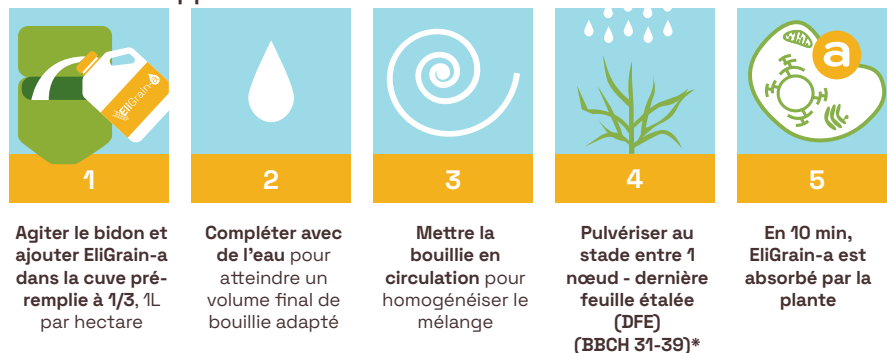 EliGrain-a
a
1
2
3
4
5
Agiter le bidon et
ajouter EliGrain-a
dans la cuve pré-
remplie à 1/3, 1L
par hectare
Compléter avec
de l'eau pour
atteindre un
volume final de
bouillie adapté
Mettre la
bouillie en
circulation pour
homogénéiser le
mélange
Pulvériser au
stade entre 1
nœud - dernière
feuille étalée
(DFE)
(BBCH 31-39)*
En 10 min,
EliGrain-a est
absorbé par la
plante